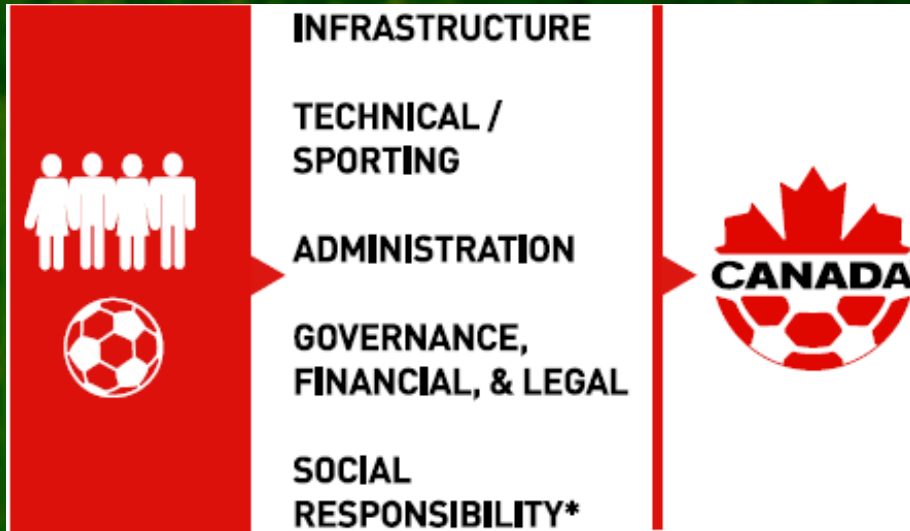 INFRASTRUCTURE
TECHNICAL /
SPORTING
ADMINISTRATION
GOVERNANCE,
FINANCIAL, & LEGAL
SOCIAL
RESPONSIBILITY*
CANADA